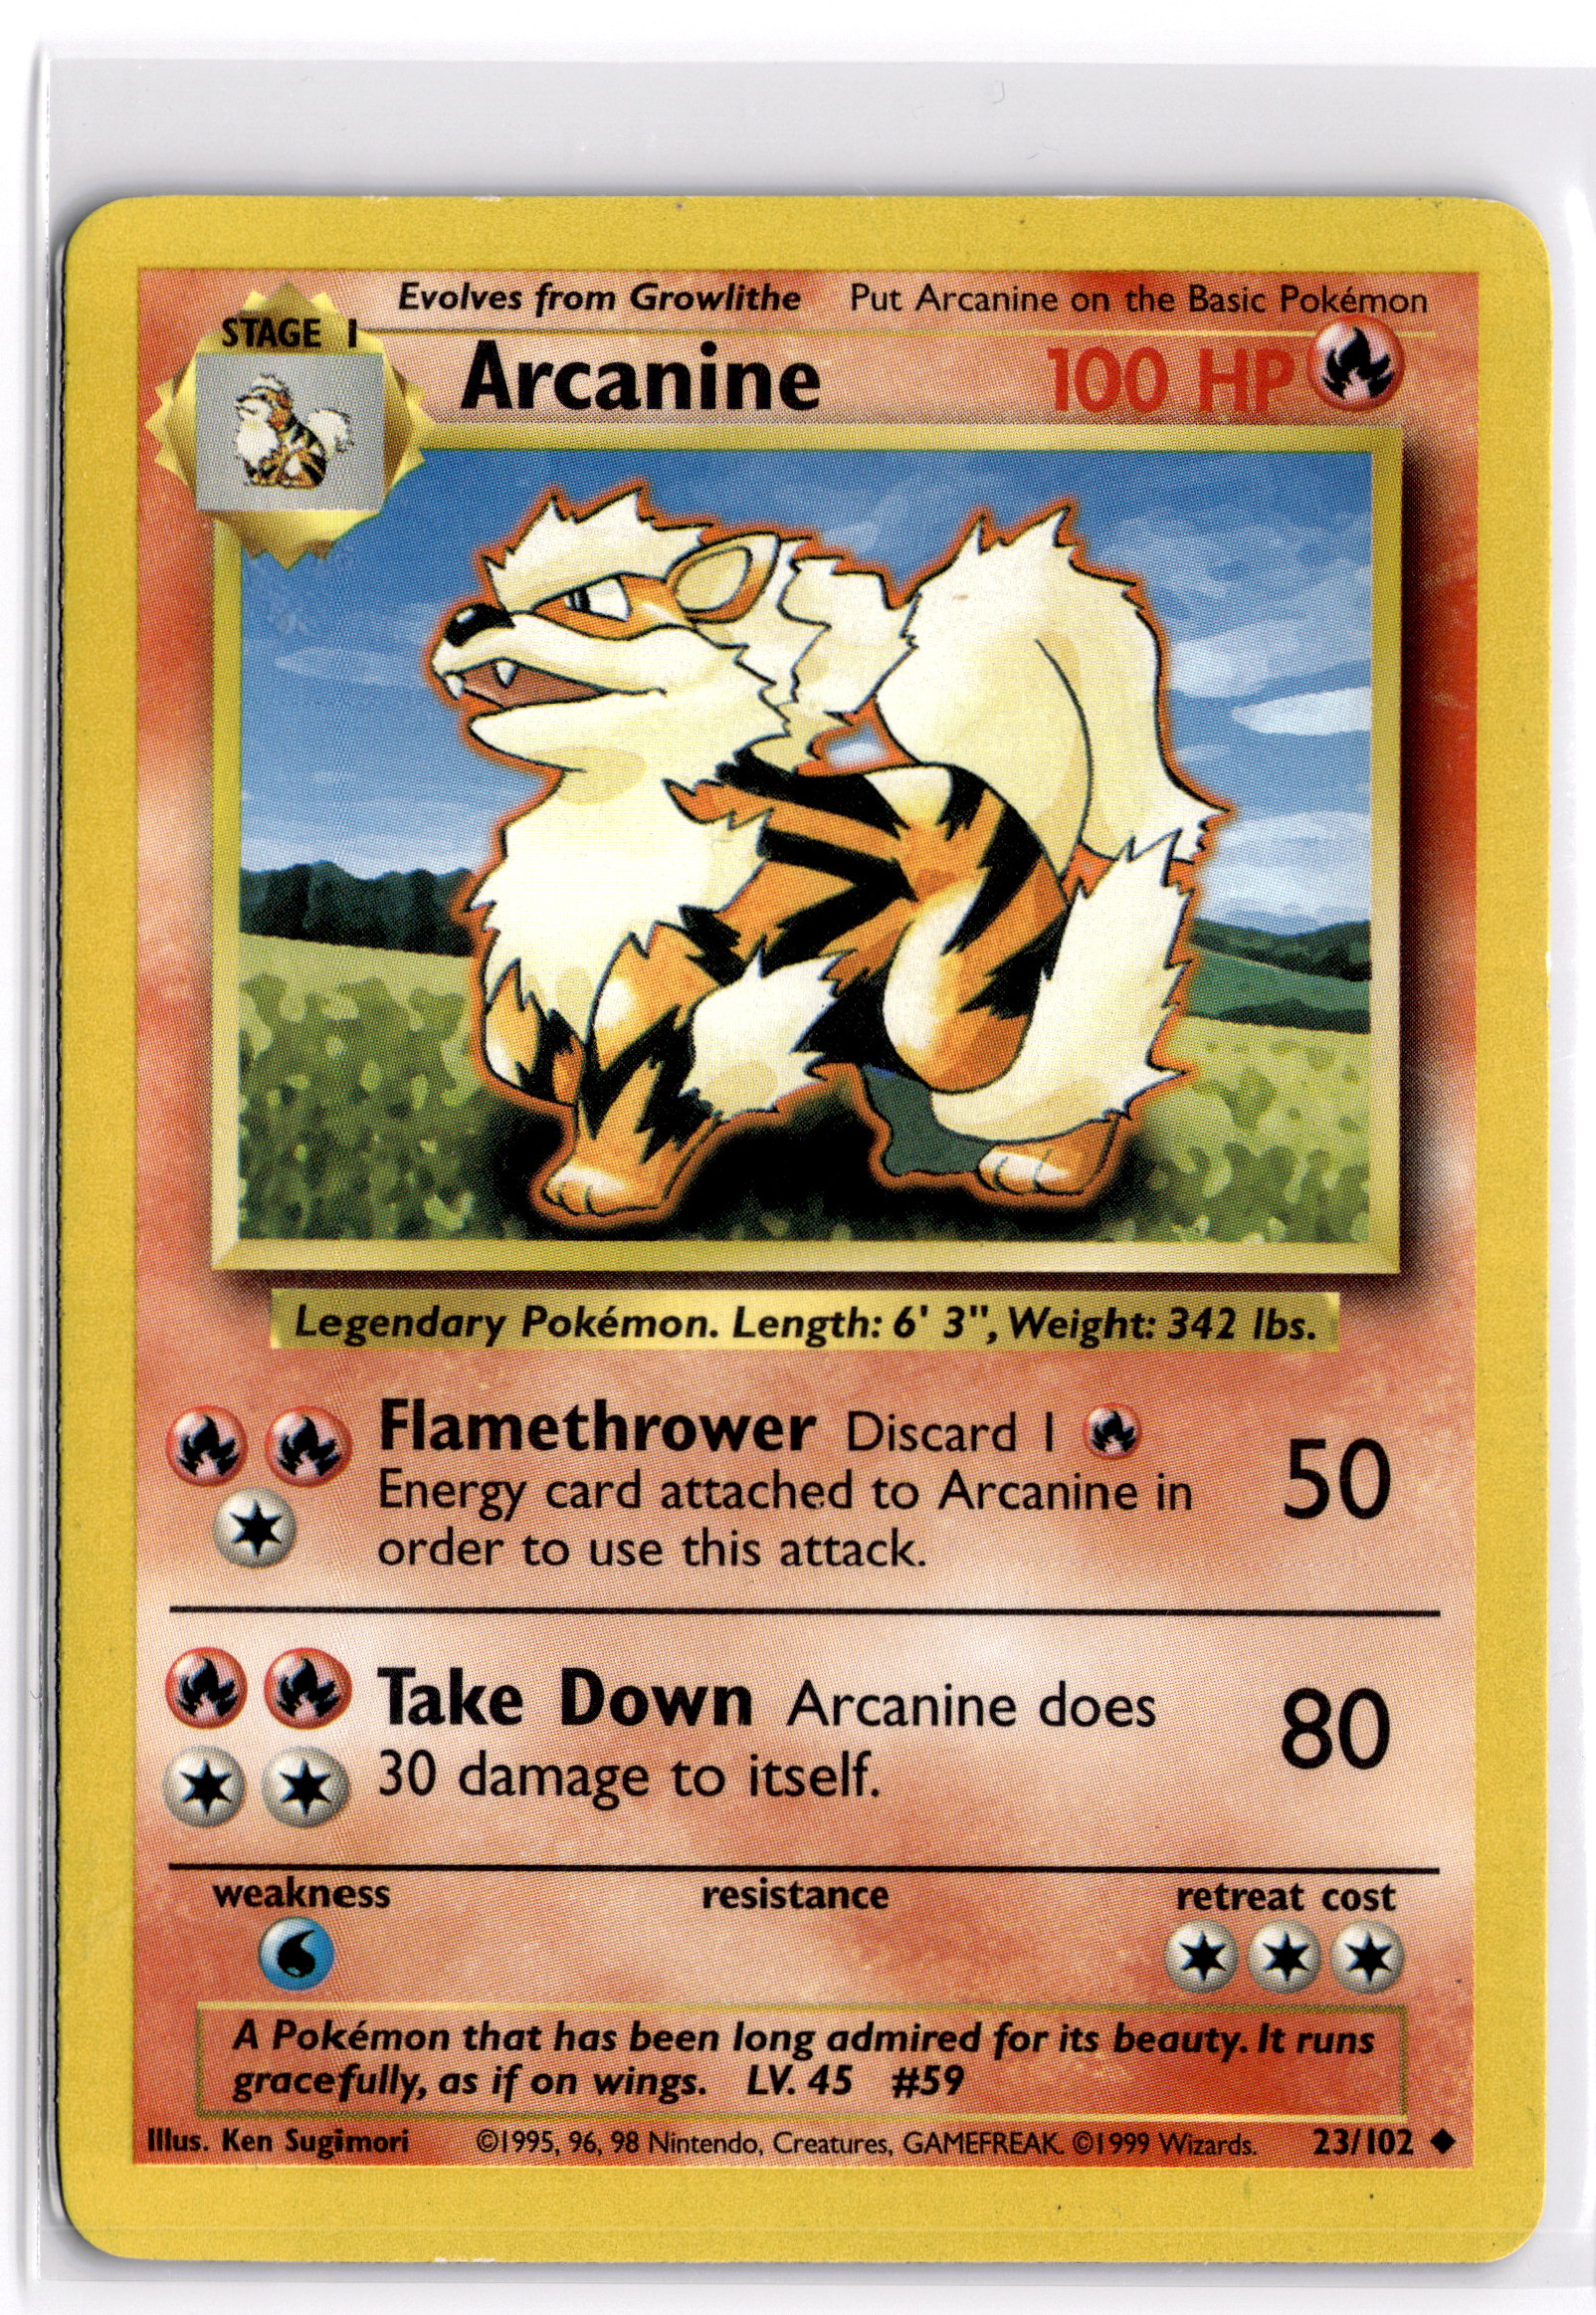 Evolves from Growlithe Put Arcanine on the Basic Pokémon
STAGE 1
Arcanine 100 HP
Legendary Pokémon. Length: 6' 3", Weight: 342 lbs.
Flamethrower Discard 1
Energy card attached to Arcanine in
order to use this attack.
50
Take Down Arcanine does
30 damage to itself.
80
weakness resistance retreat cost
A Pokémon that has been long admired for its beauty. It runs
gracefully, as if on wings. LV. 45 #59
Illus. Ken Sugimori ©1995, 96, 98 Nintendo, Creatures, GAMEFREAK. ©1999 Wizards. 23/102